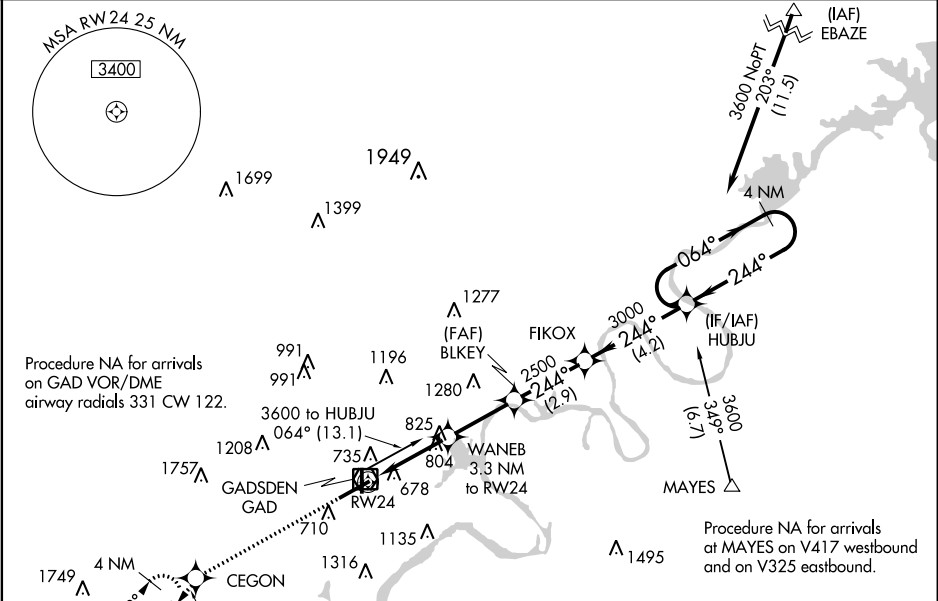 MSA RW24 25 NM
3400
(IAF)
EBAZE
3600 NoPT
203°
(11.5)
1949
1699
1399
4 NM
064°
244°
1277
(FAF)
BLKEY
FIKOX
3000
244°
(4.2)
(IF/IAF)
HUBJU
Procedure NA for arrivals
on GAD VOR/DME
airway radials 331 CW 122.
991
991
1196
1280
2500
244°
(2.9)
3600 to HUBJU
064° (13.1)
825
804
1208
735
WANEB
3.3 NM
to RW24
3600
349°
(6.7)
1757
GADSDEN
GAD
RW24
678
MAYES
710
1135
1316
1495
Procedure NA for arrivals
at MAYES on V417 westbound
and on V325 eastbound.
1749
4 NM
CEGON